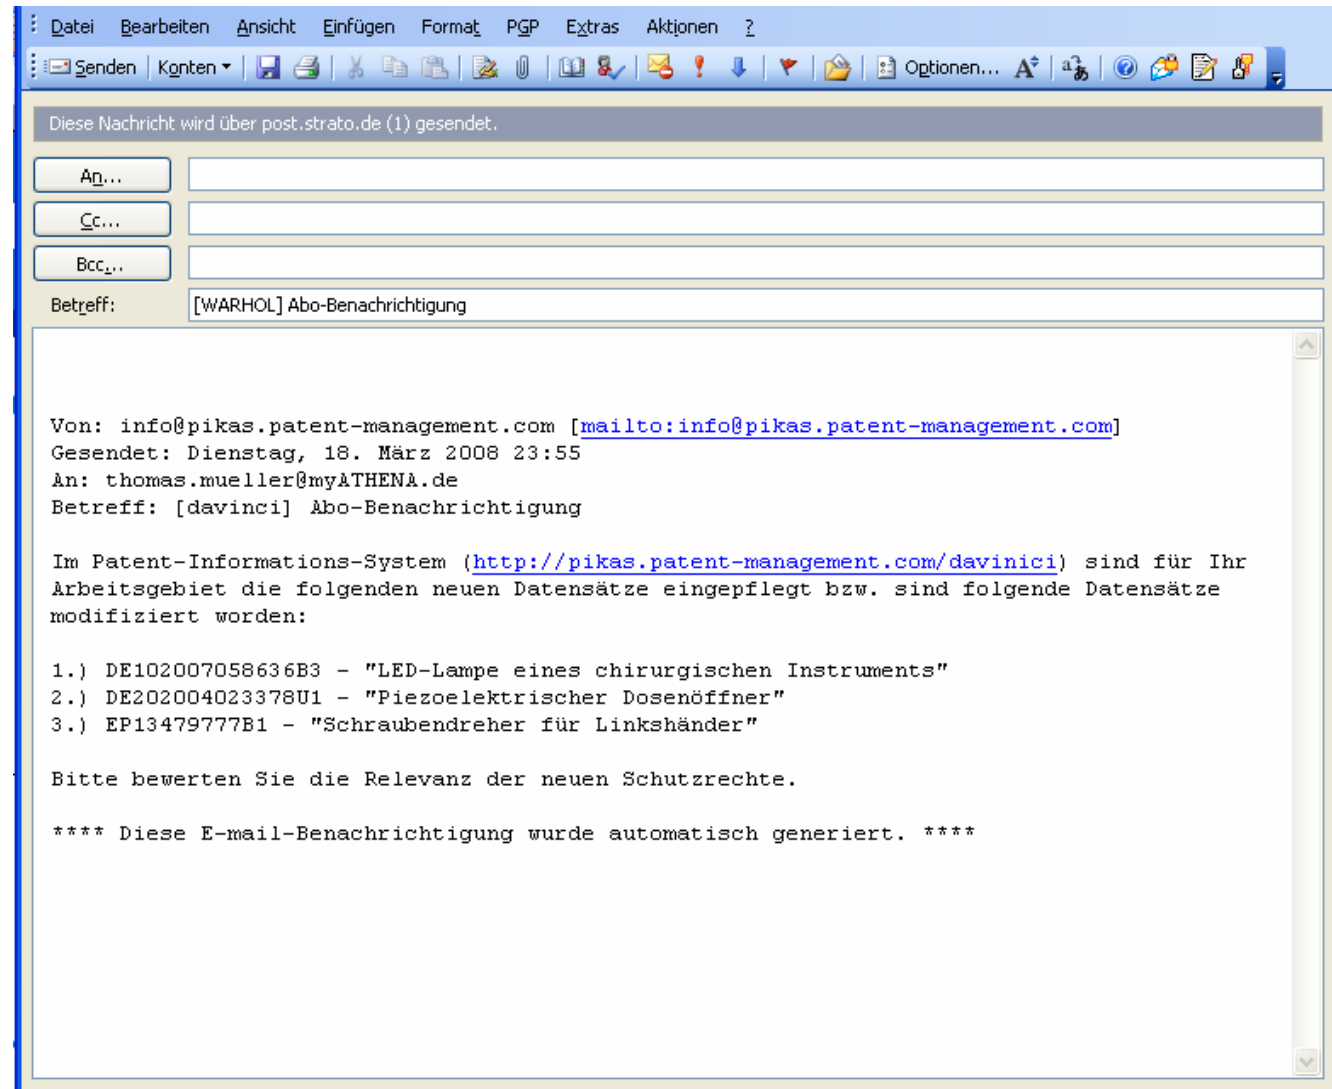 Datei Bearbeiten Ansicht Einfügen Format PGP Extras Aktionen ?
Senden Konten Optionen...
Diese Nachricht wird über post.strato.de (1) gesendet.
An...
Cc...
Bcc...
Betreff: [WARHOL] Abo-Benachrichtigung
Von: info@pikas.patent-management.com [mailto:info@pikas.patent-management.com]
Gesendet: Dienstag, 18. März 2008 23:55
An: thomas.mueller@myATHENA.de
Betreff: [davinci] Abo-Benachrichtigung
Im Patent-Informations-System (http://pikas.patent-management.com/davinici) sind für Ihr
Arbeitsgebiet die folgenden neuen Datensätze eingepflegt bzw. sind folgende Datensätze
modifiziert worden:
1.) DE102007058636B3 - "LED-Lampe eines chirurgischen Instruments"
2.) DE202004023378U1 - "Piezoelektrischer Dosenöffner"
3.) EP13479777B1 - "Schraubendreher für Linkshänder"
Bitte bewerten Sie die Relevanz der neuen Schutzrechte.
**** Diese E-mail-Benachrichtigung wurde automatisch generiert. ****